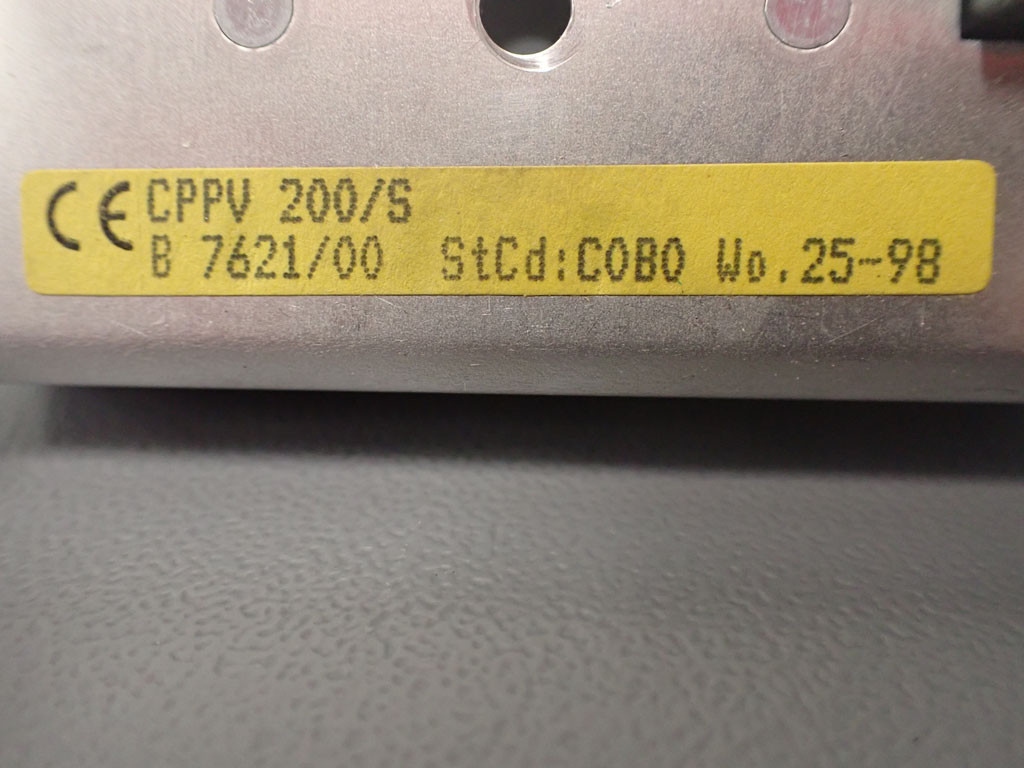 CE CPPV 200/S
B 7621/00 StCd:C0B0 Wo.25-98